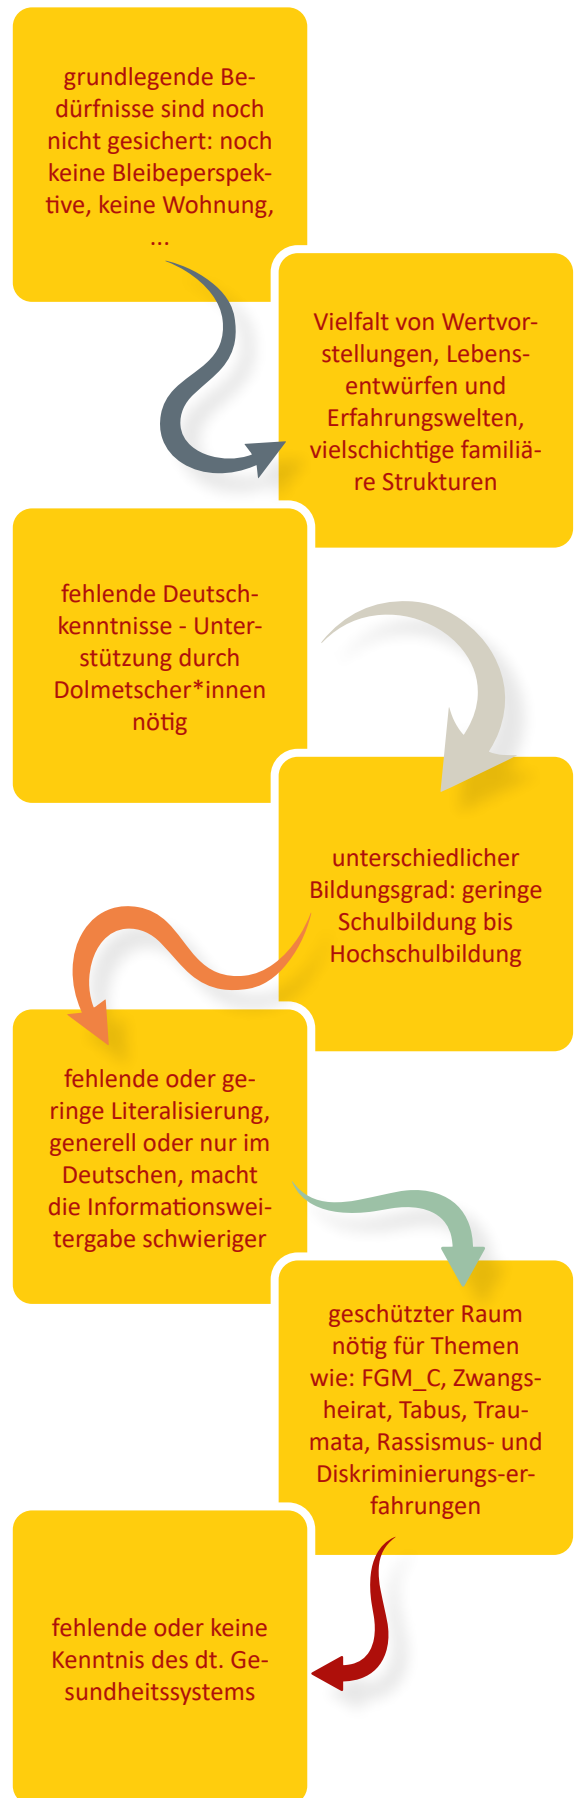 grundlegende Be-
dürfnisse sind noch
nicht gesichert: noch
keine Bleibeperspek-
tive, keine Wohnung,
...
Vielfalt von Wertvor-
stellungen, Lebens-
entwürfen und
Erfahrungswelten,
vielschichtige familiä-
re Strukturen
fehlende Deutsch-
kenntnisse - Unter-
stützung durch
Dolmetscher*innen
nötig
unterschiedlicher
Bildungsgrad: geringe
Schulbildung bis
Hochschulbildung
fehlende oder ge-
ringe Literalisierung,
generell oder nur im
Deutschen, macht
die Informationswei-
tergabe schwieriger
geschützter Raum
nötig für Themen
wie: FGM_C, Zwangs-
heirat, Tabus, Trau-
mata, Rassismus- und
Diskriminierungs-er-
fahrungen
fehlende oder keine
Kenntnis des dt. Ge-
sundheitssystems